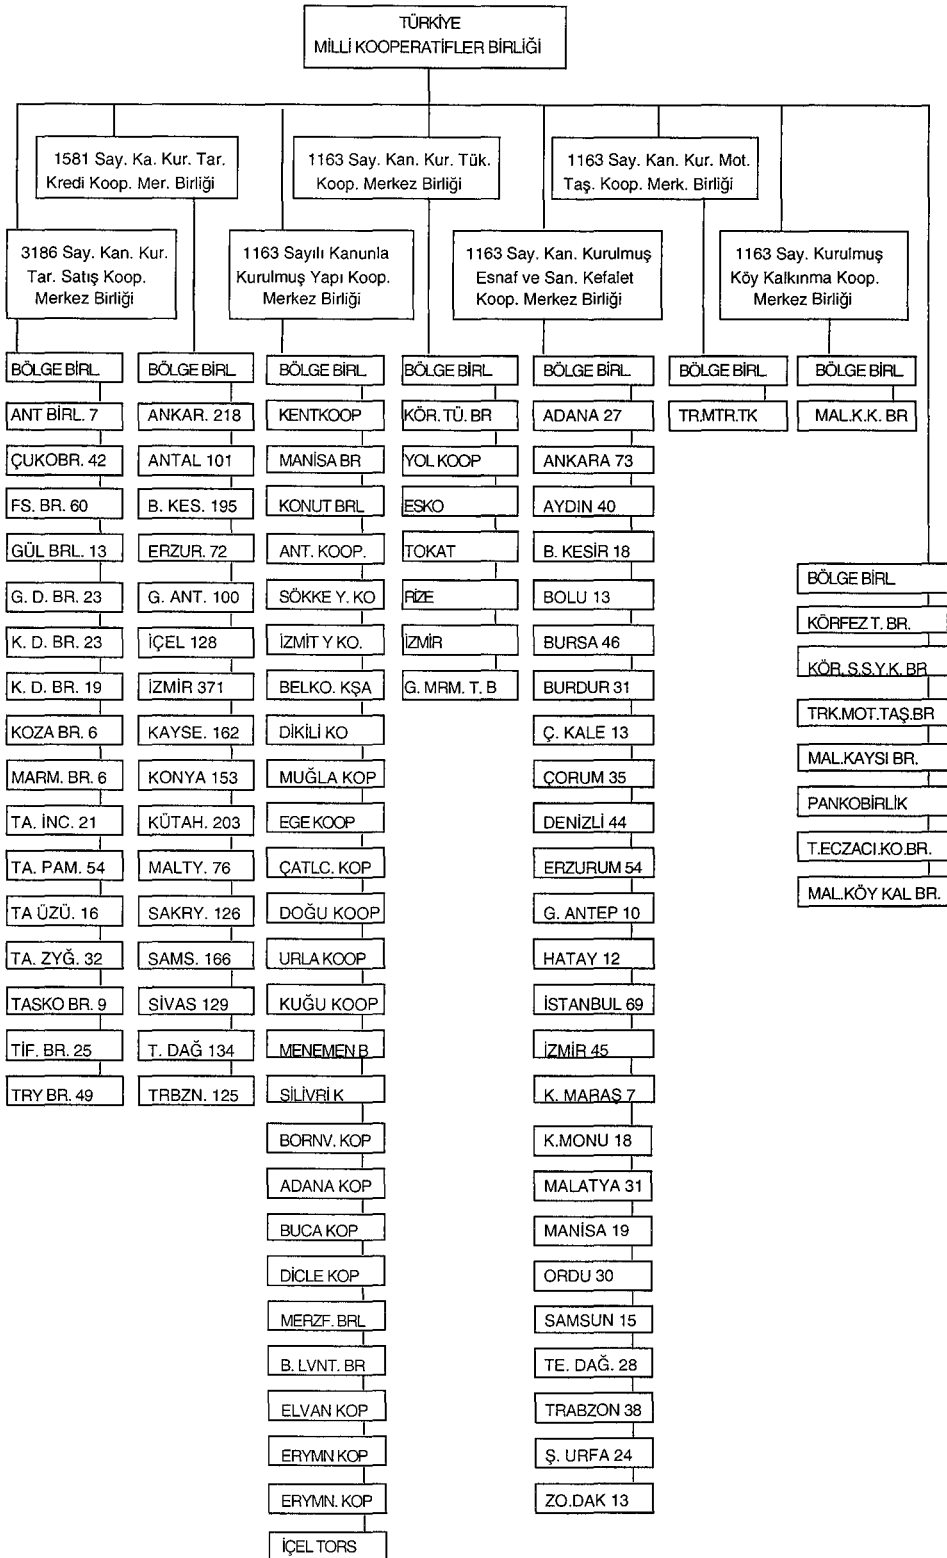 TÜRKİYE
MİLLİ KOOPERATİFLER BİRLİĞİ
1581 Say. Ka. Kur. Tar.
Kredi Koop. Mer. Birliği
1163 Say. Kan. Kur. Tük.
Koop. Merkez Birliği
1163 Say. Kan. Kur. Mot.
Taş. Koop. Merk. Birliği
3186 Say. Kan. Kur.
Tar. Satış Koop.
Merkez Birliği
1163 Sayılı Kanunla
Kurulmuş Yapı Koop.
Merkez Birliği
1163 Say. Kan. Kurulmuş
Esnaf ve San. Kefalet
Koop. Merkez Birliği
1163 Say. Kurulmuş
Köy Kalkınma Koop.
Merkez Birliği
BÖLGE BİRL.
ANT BİRL. 7
ÇUKOBR. 42
FS. BR. 60
GÜL BRL. 13
G. D. BR. 23
K. D. BR. 23
K. D. BR. 19
KOZA BR. 6
MARM. BR. 6
TA. İNC. 21
TA. PAM. 54
TA ÜZÜ. 16
TA. ZYĞ. 32
TASKO BR. 9
TİF. BR. 25
TRY BR. 49
BÖLGE BİRL.
ANKAR. 218
ANTAL 101
B. KES. 195
ERZUR. 72
G. ANT. 100
İÇEL 128
İZMİR 371
KAYSE. 162
KONYA 153
KÜTAH. 203
MALTY. 76
SAKRY. 126
SAMS. 166
SİVAS 129
T. DAĞ 134
TRBZN. 125
BÖLGE BİRL
KENTKOOP
MANİSA BR
KONUT BRL
ANT. KOOP.
SÖKKE Y. KO
İZMİT Y KO.
BELKO. KŞA
DİKİLİ KO
MUĞLA KOP
EGE KOOP
ÇATLC. KOP
DOĞU KOOP
URLA KOOP
KUĞU KOOP
MENEMEN B
SİLİVRİ K
BORNV. KOP
ADANA KOP
BUCA KOP
DİCLE KOP
MERZF. BRL
B. LVNT. BR
ELVAN KOP
ERYMN KOP
ERYMN. KOP
İÇEL TORS
BÖLGE BİRL
KÖR. TÜ. BR
YOL KOOP
ESKO
TOKAT
RİZE
İZMİR
G. MRM. T. B
BÖLGE BİRL.
ADANA 27
ANKARA 73
AYDIN 40
B. KESİR 18
BOLU 13
BURSA 46
BURDUR 31
Ç. KALE 13
ÇORUM 35
DENİZLİ 44
ERZURUM 54
G. ANTEP 10
HATAY 12
İSTANBUL 69
İZMİR 45
K. MARAŞ 7
K.MONU 18
MALATYA 31
MANİSA 19
ORDU 30
SAMSUN 15
TE. DAĞ. 28
TRABZON 38
Ş. URFA 24
ZO.DAK 13
BÖLGE BİRL.
TR.MTR.TK
BÖLGE BİRL.
MAL.K.K. BR
BÖLGE BİRL
KÖRFEZ T. BR.
KÖR. S.S.Y.K. BR
TRK.MOT.TAŞ.BR
MAL.KAYSI BR.
PANKOBİRLİK
T.ECZACI.KO.BR.
MAL.KÖY KAL BR.